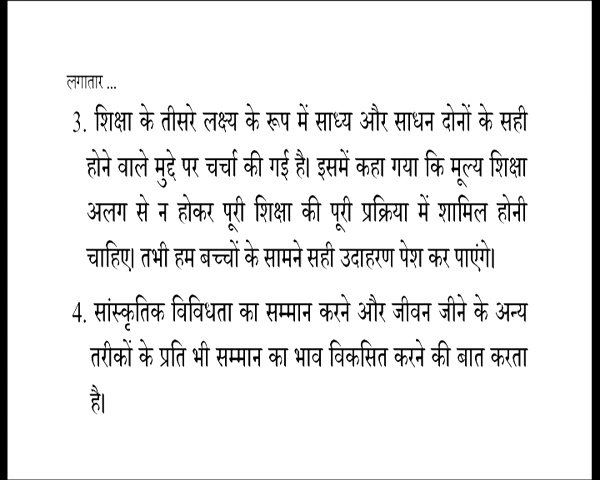 लगातार ...
3. शिक्षा के तीसरे लक्ष्य के रूप में साध्य और साधन दोनों के सही
होने वाले मुद्दे पर चर्चा की गई है। इसमें कहा गया कि मूल्य शिक्षा
अलग से न होकर पूरी शिक्षा की पूरी प्रक्रिया में शामिल होनी
चाहिए। तभी हम बच्चों के सामने सही उदाहरण पेश कर पाएंगे।
4. सांस्कृतिक विविधता का सम्मान करने और जीवन जीने के अन्य
तरीकों के प्रति भी सम्मान का भाव विकसित करने की बात करता
है।